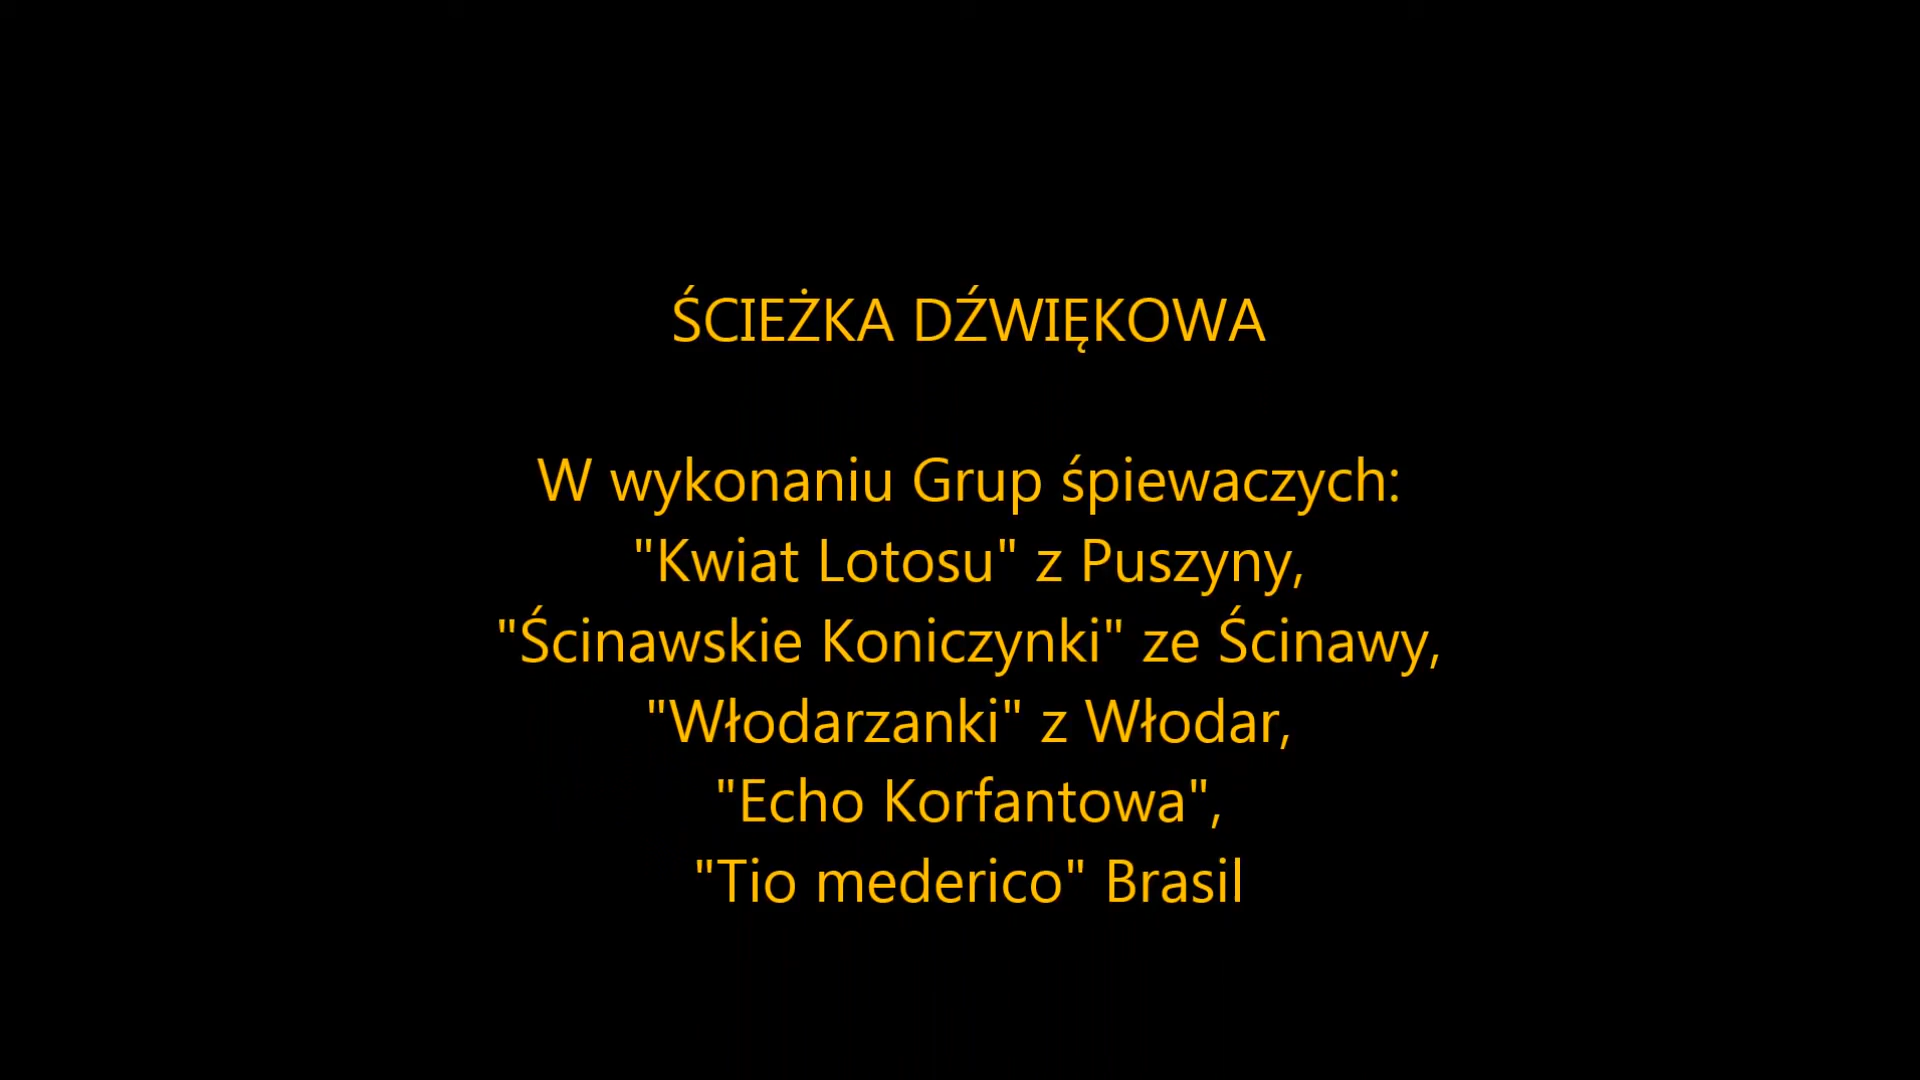 ŚCIEŻKA DŹWIĘKOWA
W wykonaniu Grup śpiewaczych:
"Kwiat Lotosu" z Puszyny,
"Ścinawskie Koniczynki" ze Ścinawy,
"Włodarzanki" z Włodar,
"Echo Korfantowa",
"Tio mederico" Brasil